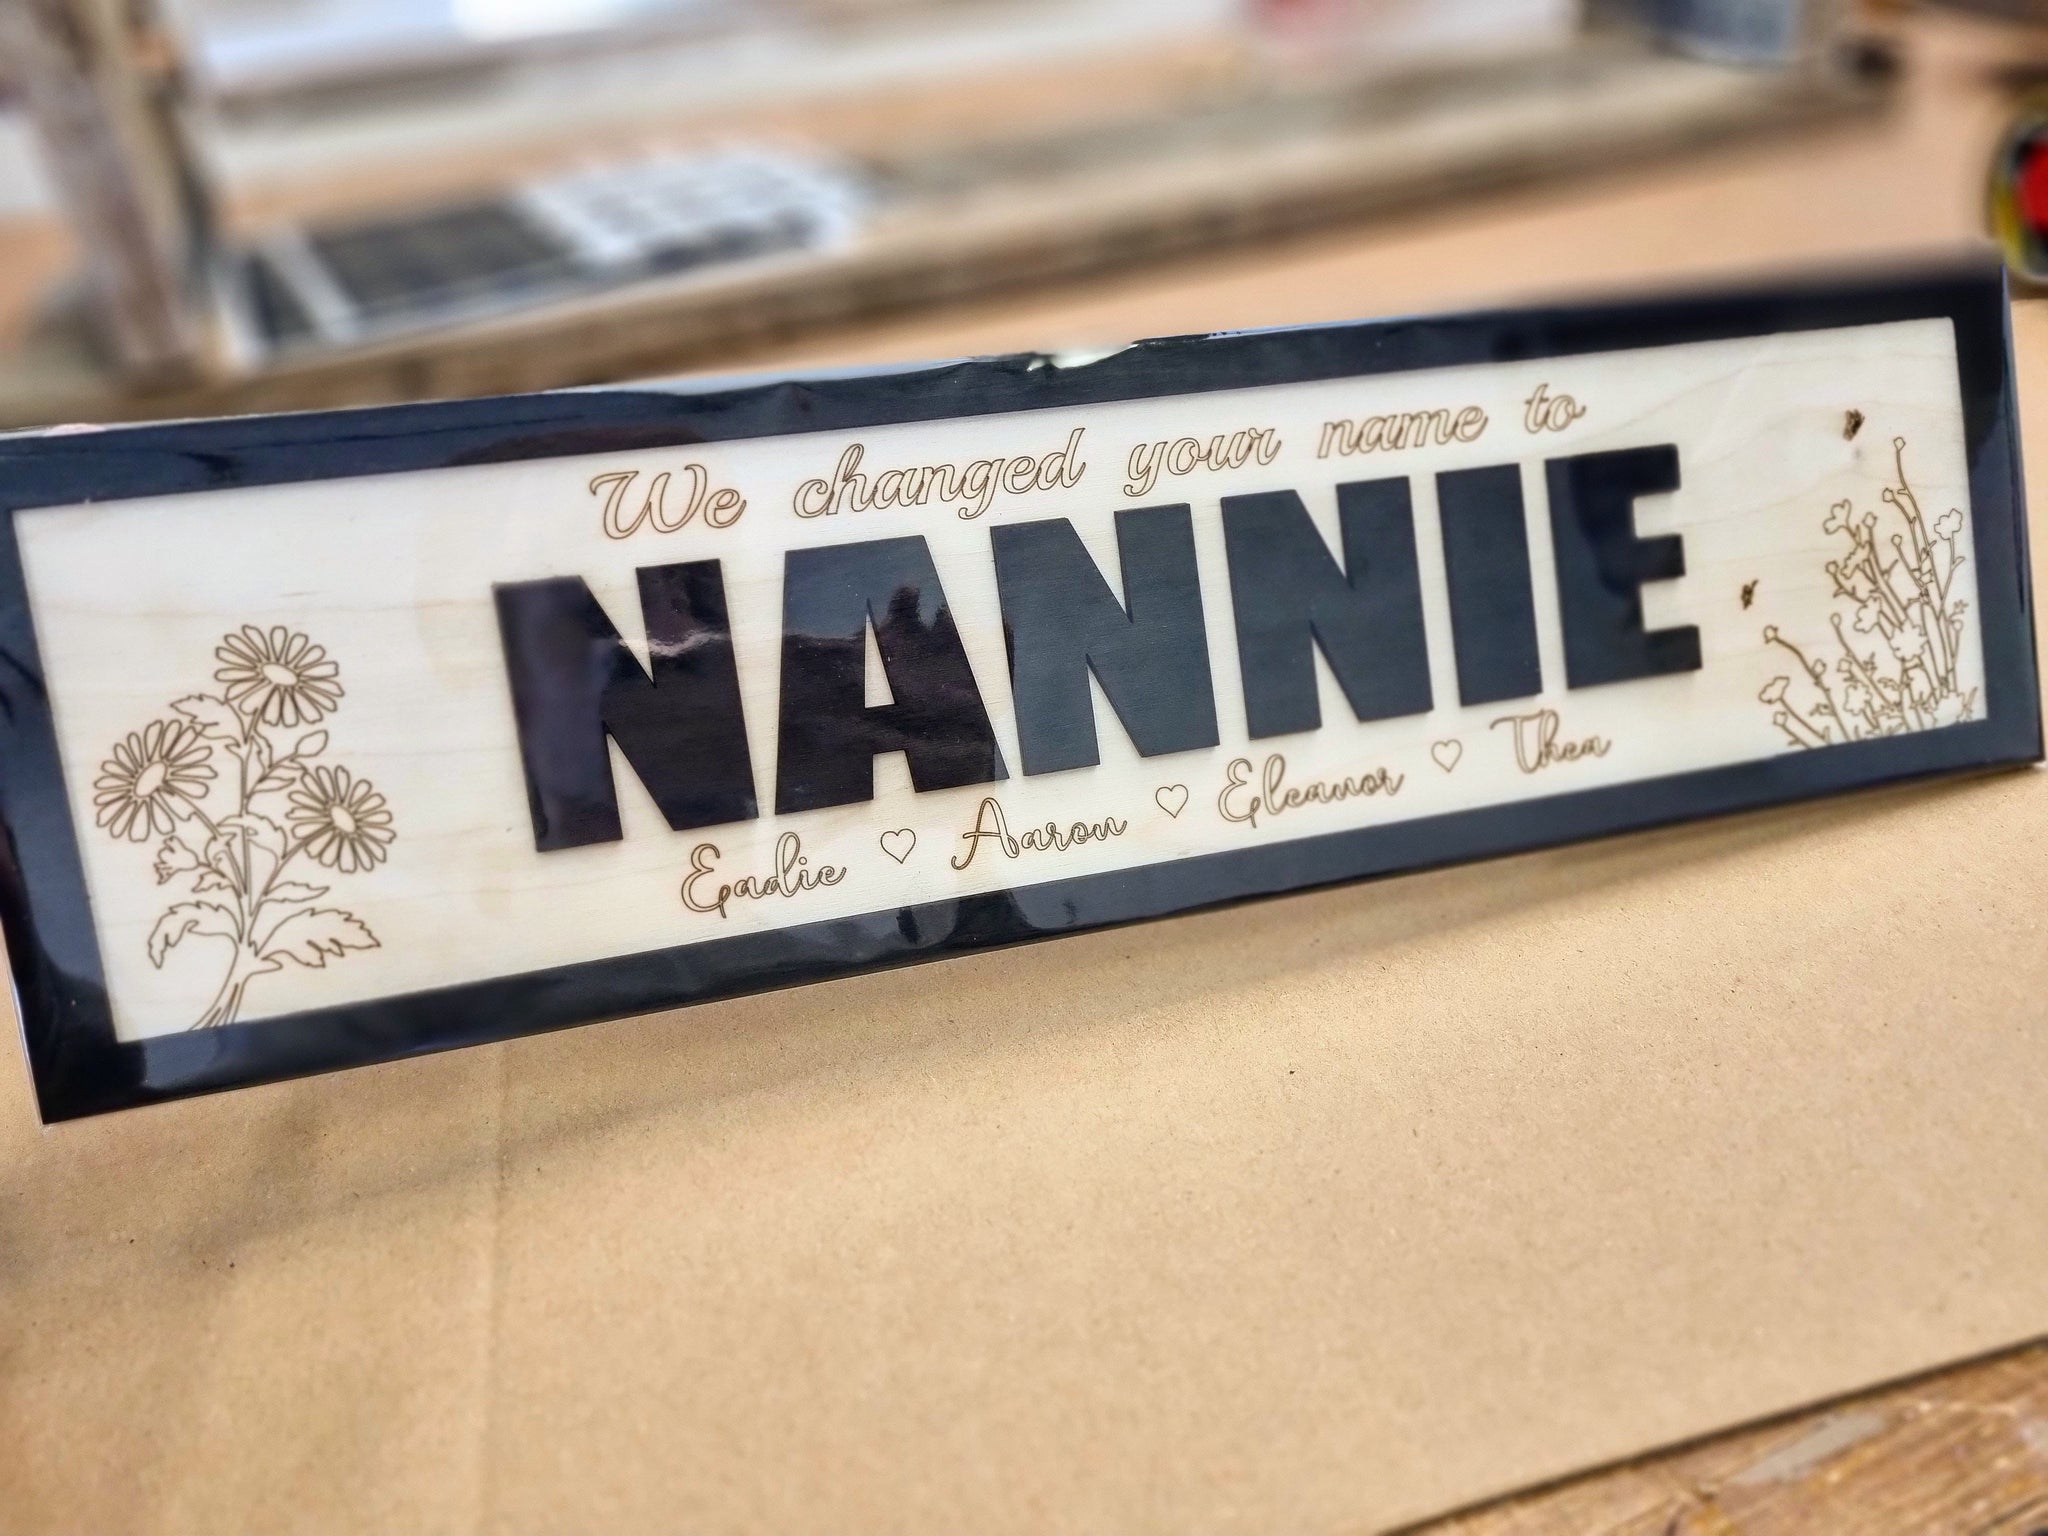 We changed your name to
NANNIE
Eadie ♡ Aaron ♡ Eleanor ♡ Thea